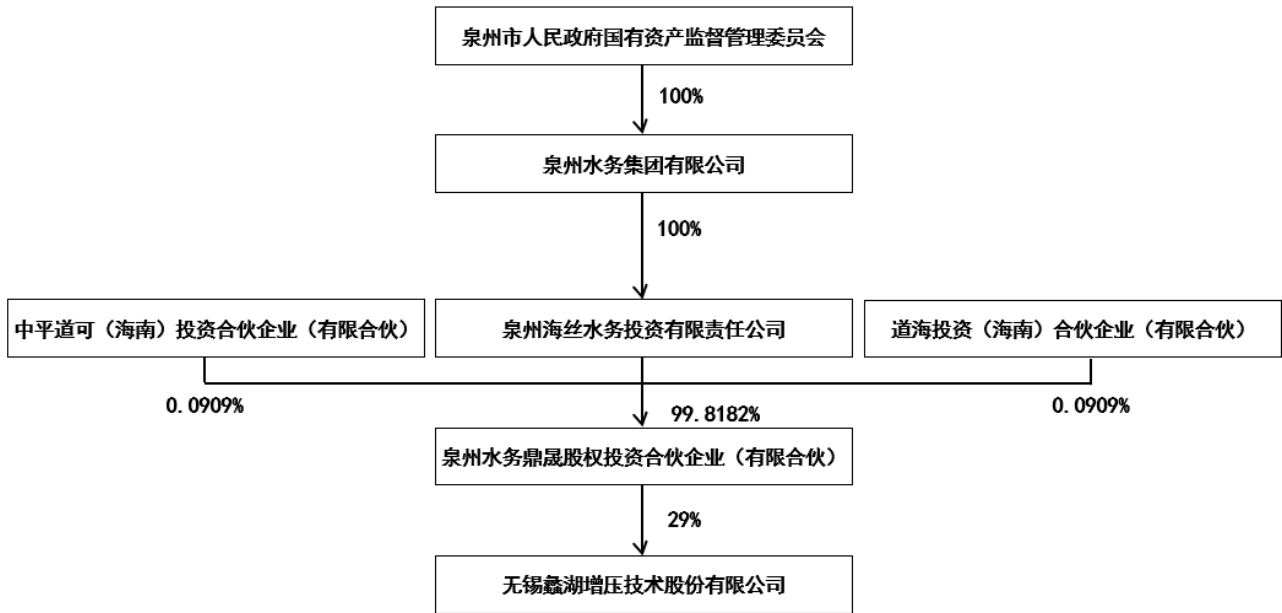 泉州市人民政府国有资产监督管理委员会
100%
泉州水务集团有限公司
100%
中平道可（海南）投资合伙企业（有限合伙）
泉州海丝水务投资有限责任公司
道海投资（海南）合伙企业（有限合伙）
0.0909%
99.8182%
0.0909%
泉州水务鼎晟股权投资合伙企业（有限合伙）
29%
无锡蠡湖增压技术股份有限公司